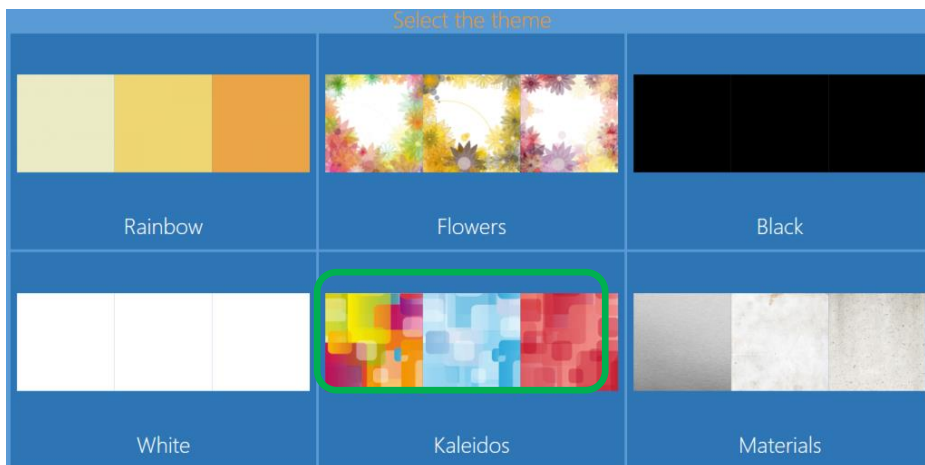 Select the theme
Rainbow Flowers Black
White Kaleidos Materials